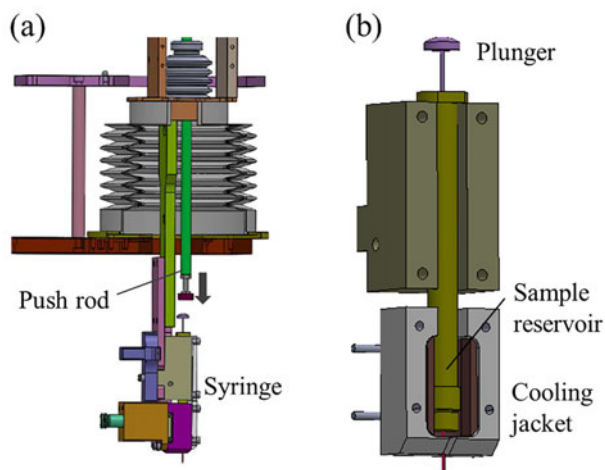 (a)
(b)
Plunger
Push rod
Syringe
Sample
reservoir
Cooling
jacket